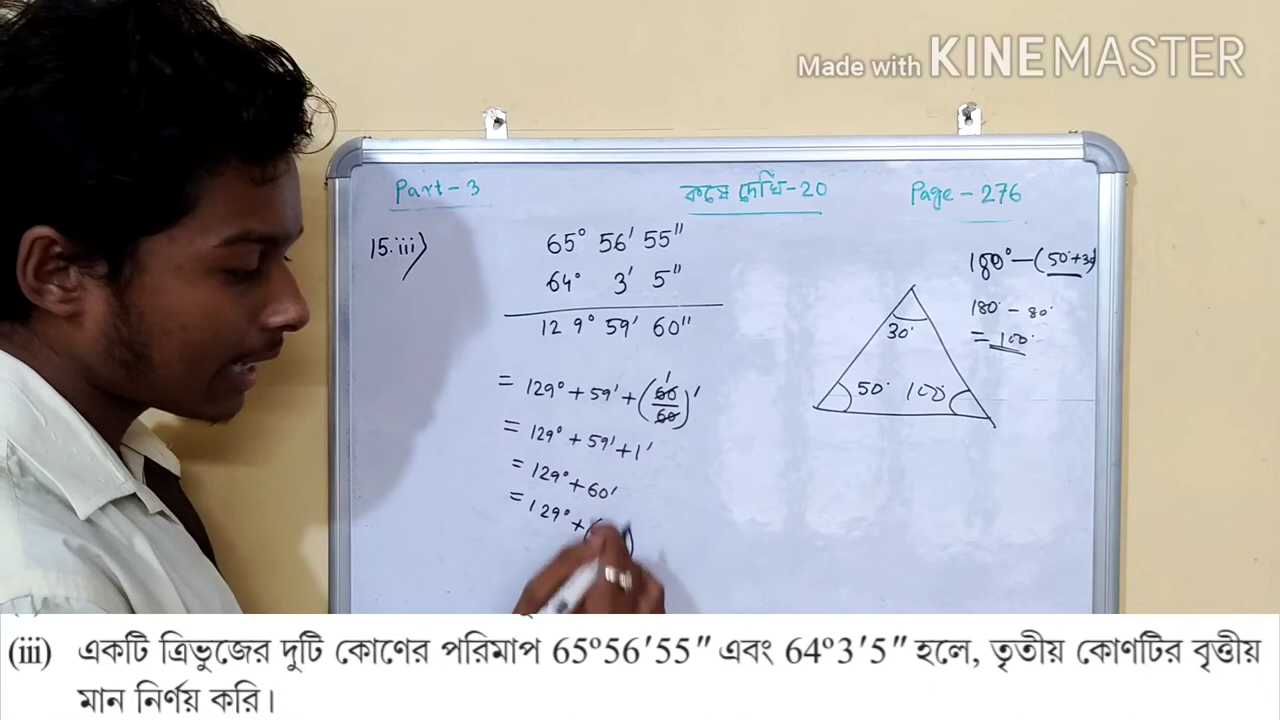 Made with KINEMASTER
Part-3 কষে দেখি-20 Page-276
15.iii)
65° 56' 55"
64° 3' 5"
129° 59' 60"
= 129° + 59' + (60/60)' 1
= 129° + 59' + 1'
= 129° + 60'
= 129° + (
180° - (50°+30
180° - 80°
= 100°
30°
50° 100°
(iii) একটি ত্রিভুজের দুটি কোণের পরিমাপ 65°56′55″ এবং 64°3′5″ হলে, তৃতীয় কোণটির বৃত্তীয়
মান নির্ণয় করি।